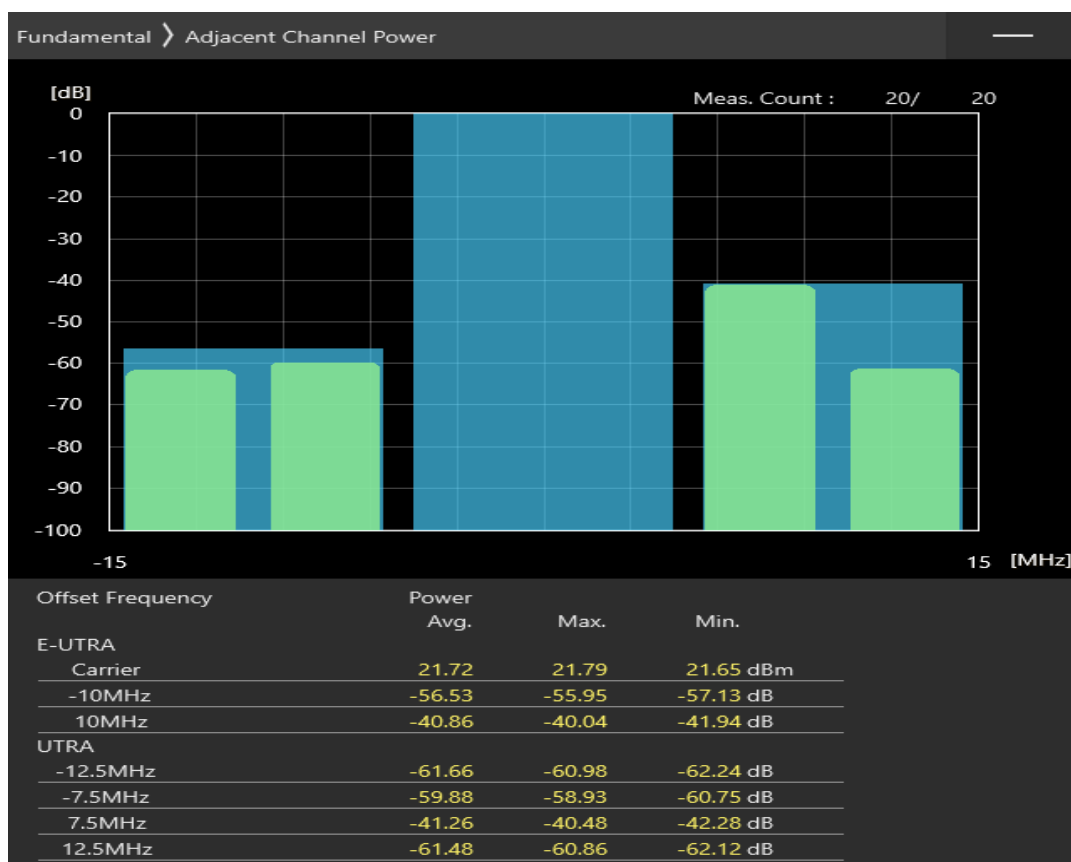 Fundamental 〉 Adjacent Channel Power
[dB]
Meas. Count : 20/ 20
0
-10
-20
-30
-40
-50
-60
-70
-80
-90
-100
-15 15 [MHz]
Offset Frequency Power
Avg. Max. Min.
E-UTRA
Carrier 21.72 21.79 21.65 dBm
-10MHz -56.53 -55.95 -57.13 dB
10MHz -40.86 -40.04 -41.94 dB
UTRA
-12.5MHz -61.66 -60.98 -62.24 dB
-7.5MHz -59.88 -58.93 -60.75 dB
7.5MHz -41.26 -40.48 -42.28 dB
12.5MHz -61.48 -60.86 -62.12 dB